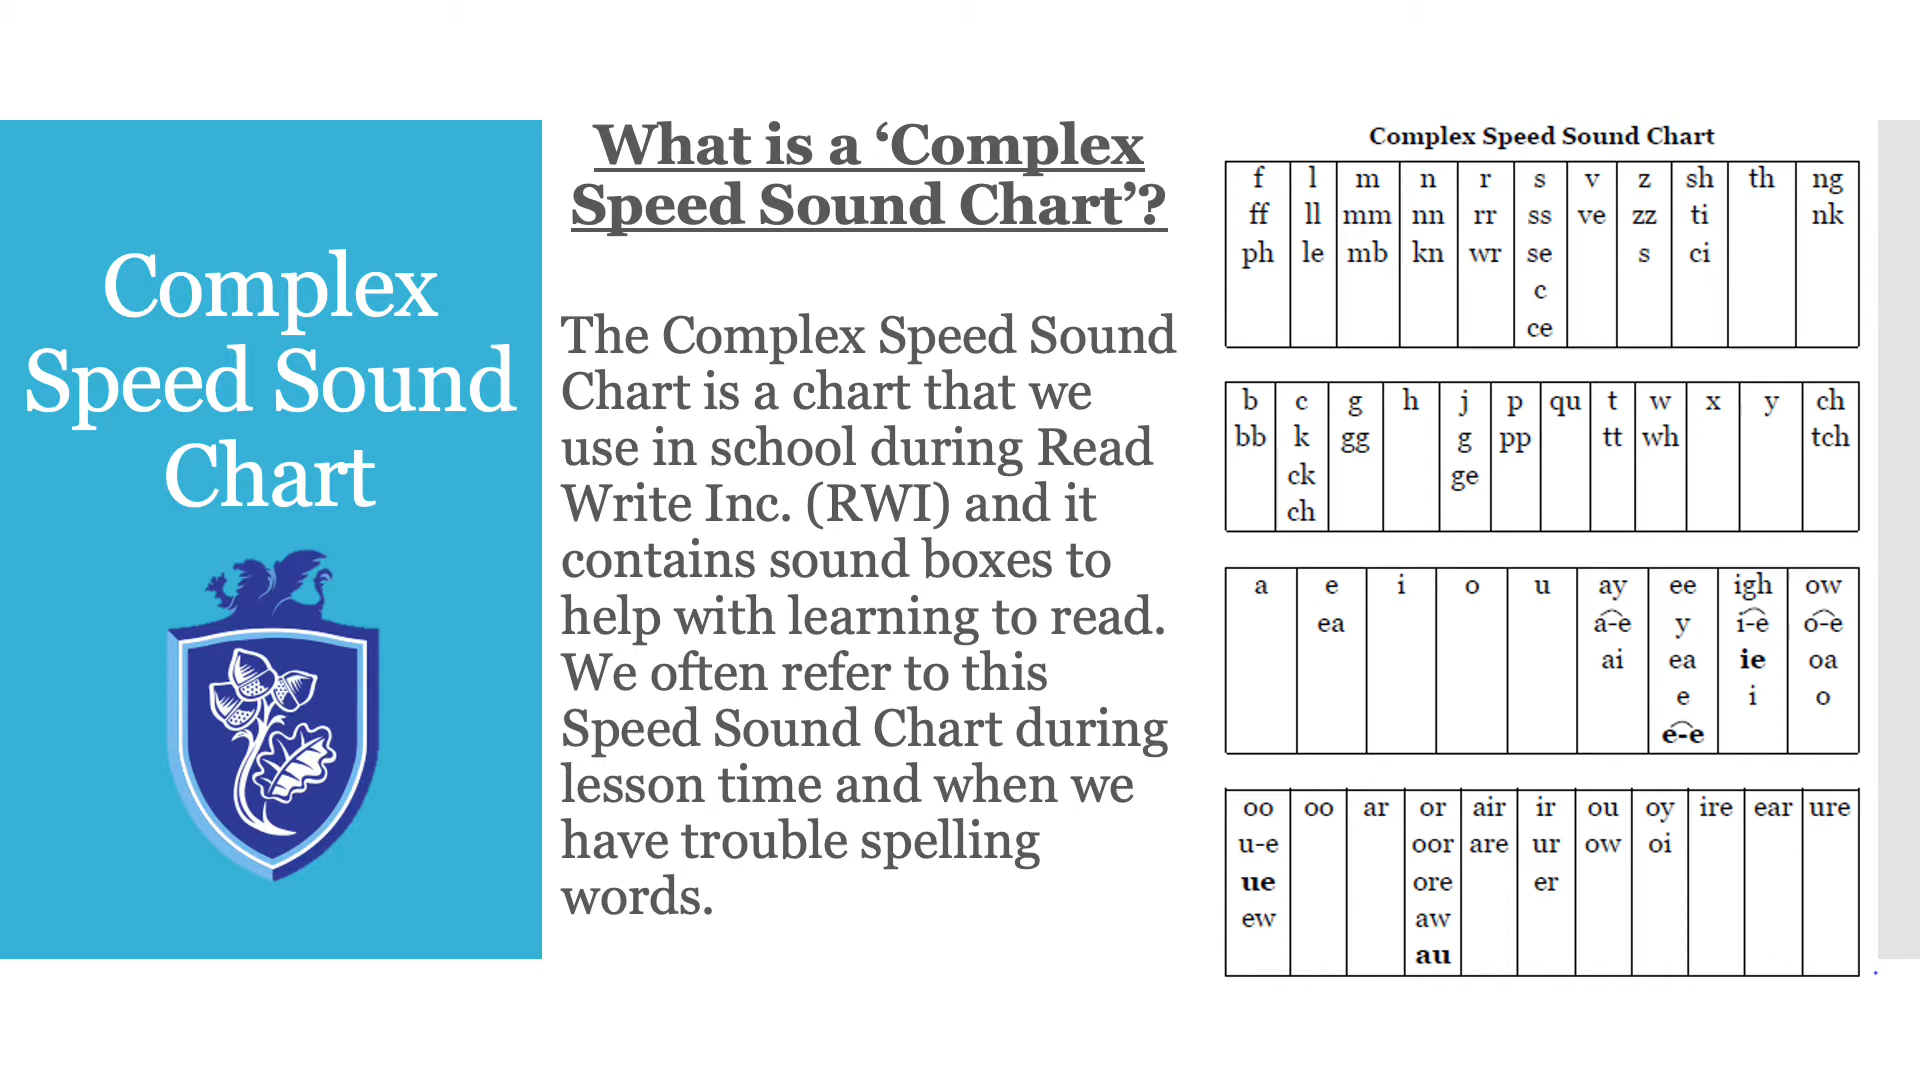 Complex
Speed Sound
Chart
What is a ‘Complex
Speed Sound Chart’?
The Complex Speed Sound
Chart is a chart that we
use in school during Read
Write Inc. (RWI) and it
contains sound boxes to
help with learning to read.
We often refer to this
Speed Sound Chart during
lesson time and when we
have trouble spelling
words.
Complex Speed Sound Chart
f l m n r s v z sh th ng
ff ll mm nn rr ss ve zz ti nk
ph le mb kn wr se s ci
c
ce
b c g h j p qu t w x y ch
bb k gg g pp tt wh tch
ck ge
ch
a e i o u ay ee igh ow
ea a-e y i-e o-e
ai ea ie oa
e i o
e-e
oo oo ar or air ir ou oy ire ear ure
u-e oor are ur ow oi
ue ore er
ew aw
au